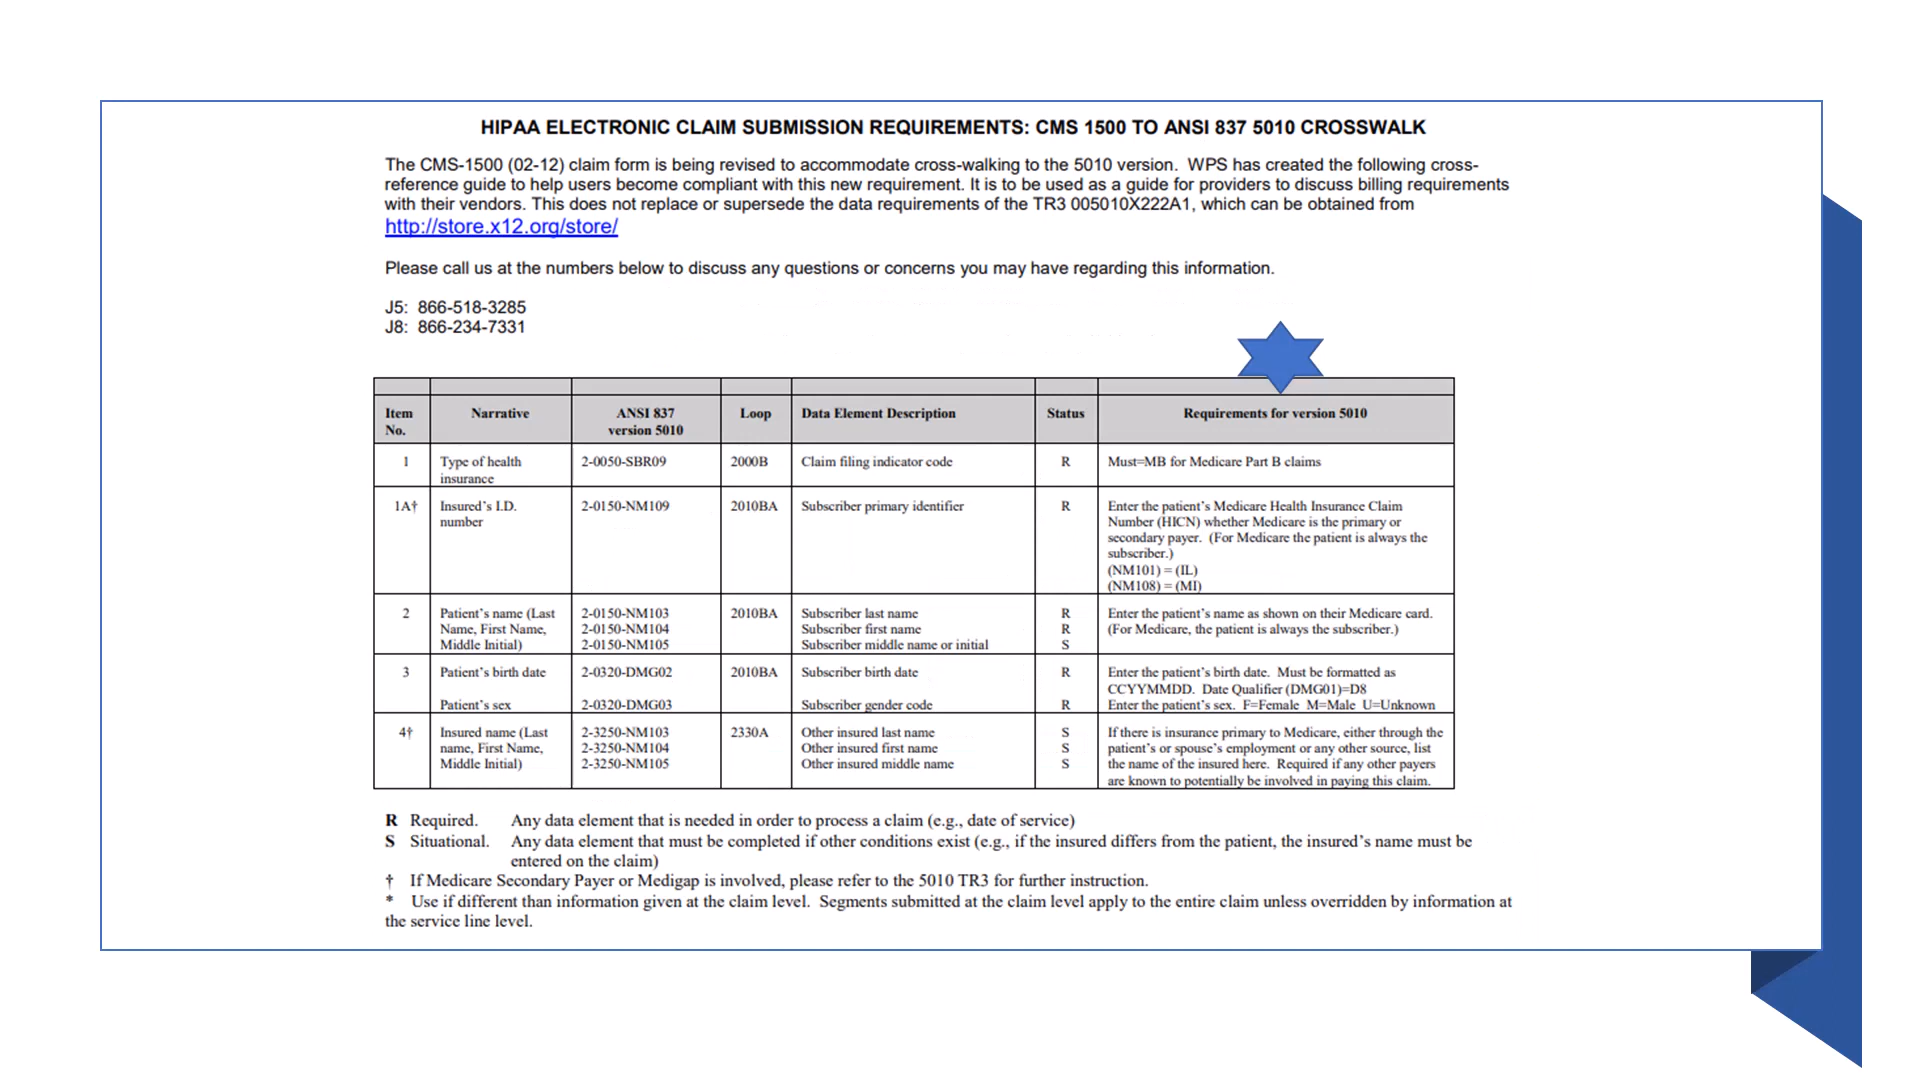 HIPAA ELECTRONIC CLAIM SUBMISSION REQUIREMENTS: CMS 1500 TO ANSI 837 5010 CROSSWALK
The CMS-1500 (02-12) claim form is being revised to accommodate cross-walking to the 5010 version.  WPS has created the following cross-
reference guide to help users become compliant with this new requirement. It is to be used as a guide for providers to discuss billing requirements
with their vendors. This does not replace or supersede the data requirements of the TR3 005010X222A1, which can be obtained from
http://store.x12.org/store/
Please call us at the numbers below to discuss any questions or concerns you may have regarding this information.
J5:  866-518-3285
J8:  866-234-7331
Item No. Narrative ANSI 837 version 5010 Loop Data Element Description Status Requirements for version 5010
1 Type of health insurance 2-0050-SBR09 2000B Claim filing indicator code R Must=MB for Medicare Part B claims
1A† Insured's I.D. number 2-0150-NM109 2010BA Subscriber primary identifier R Enter the patient's Medicare Health Insurance Claim
Number (HICN) whether Medicare is the primary or
secondary payer.  (For Medicare the patient is always the
subscriber.)
(NM101) = (IL)
(NM108) = (MI)
2 Patient's name (Last 2-0150-NM103 2010BA Subscriber last name R Enter the patient's name as shown on their Medicare card.
Name, First Name, 2-0150-NM104 Subscriber first name R (For Medicare, the patient is always the subscriber.)
Middle Initial) 2-0150-NM105 Subscriber middle name or initial S
3 Patient's birth date 2-0320-DMG02 2010BA Subscriber birth date R Enter the patient's birth date.  Must be formatted as
CCYYMMDD.  Date Qualifier (DMG01)=D8
Patient's sex 2-0320-DMG03 Subscriber gender code R Enter the patient's sex.  F=Female  M=Male  U=Unknown
4† Insured name (Last 2-3250-NM103 2330A Other insured last name S If there is insurance primary to Medicare, either through the
name, First Name, 2-3250-NM104 Other insured first name S patient's or spouse's employment or any other source, list
Middle Initial) 2-3250-NM105 Other insured middle name S the name of the insured here.  Required if any other payers
are known to potentially be involved in paying this claim.
R Required. Any data element that is needed in order to process a claim (e.g., date of service)
S Situational. Any data element that must be completed if other conditions exist (e.g., if the insured differs from the patient, the insured's name must be
entered on the claim)
† If Medicare Secondary Payer or Medigap is involved, please refer to the 5010 TR3 for further instruction.
* Use if different than information given at the claim level.  Segments submitted at the claim level apply to the entire claim unless overridden by information at
the service line level.